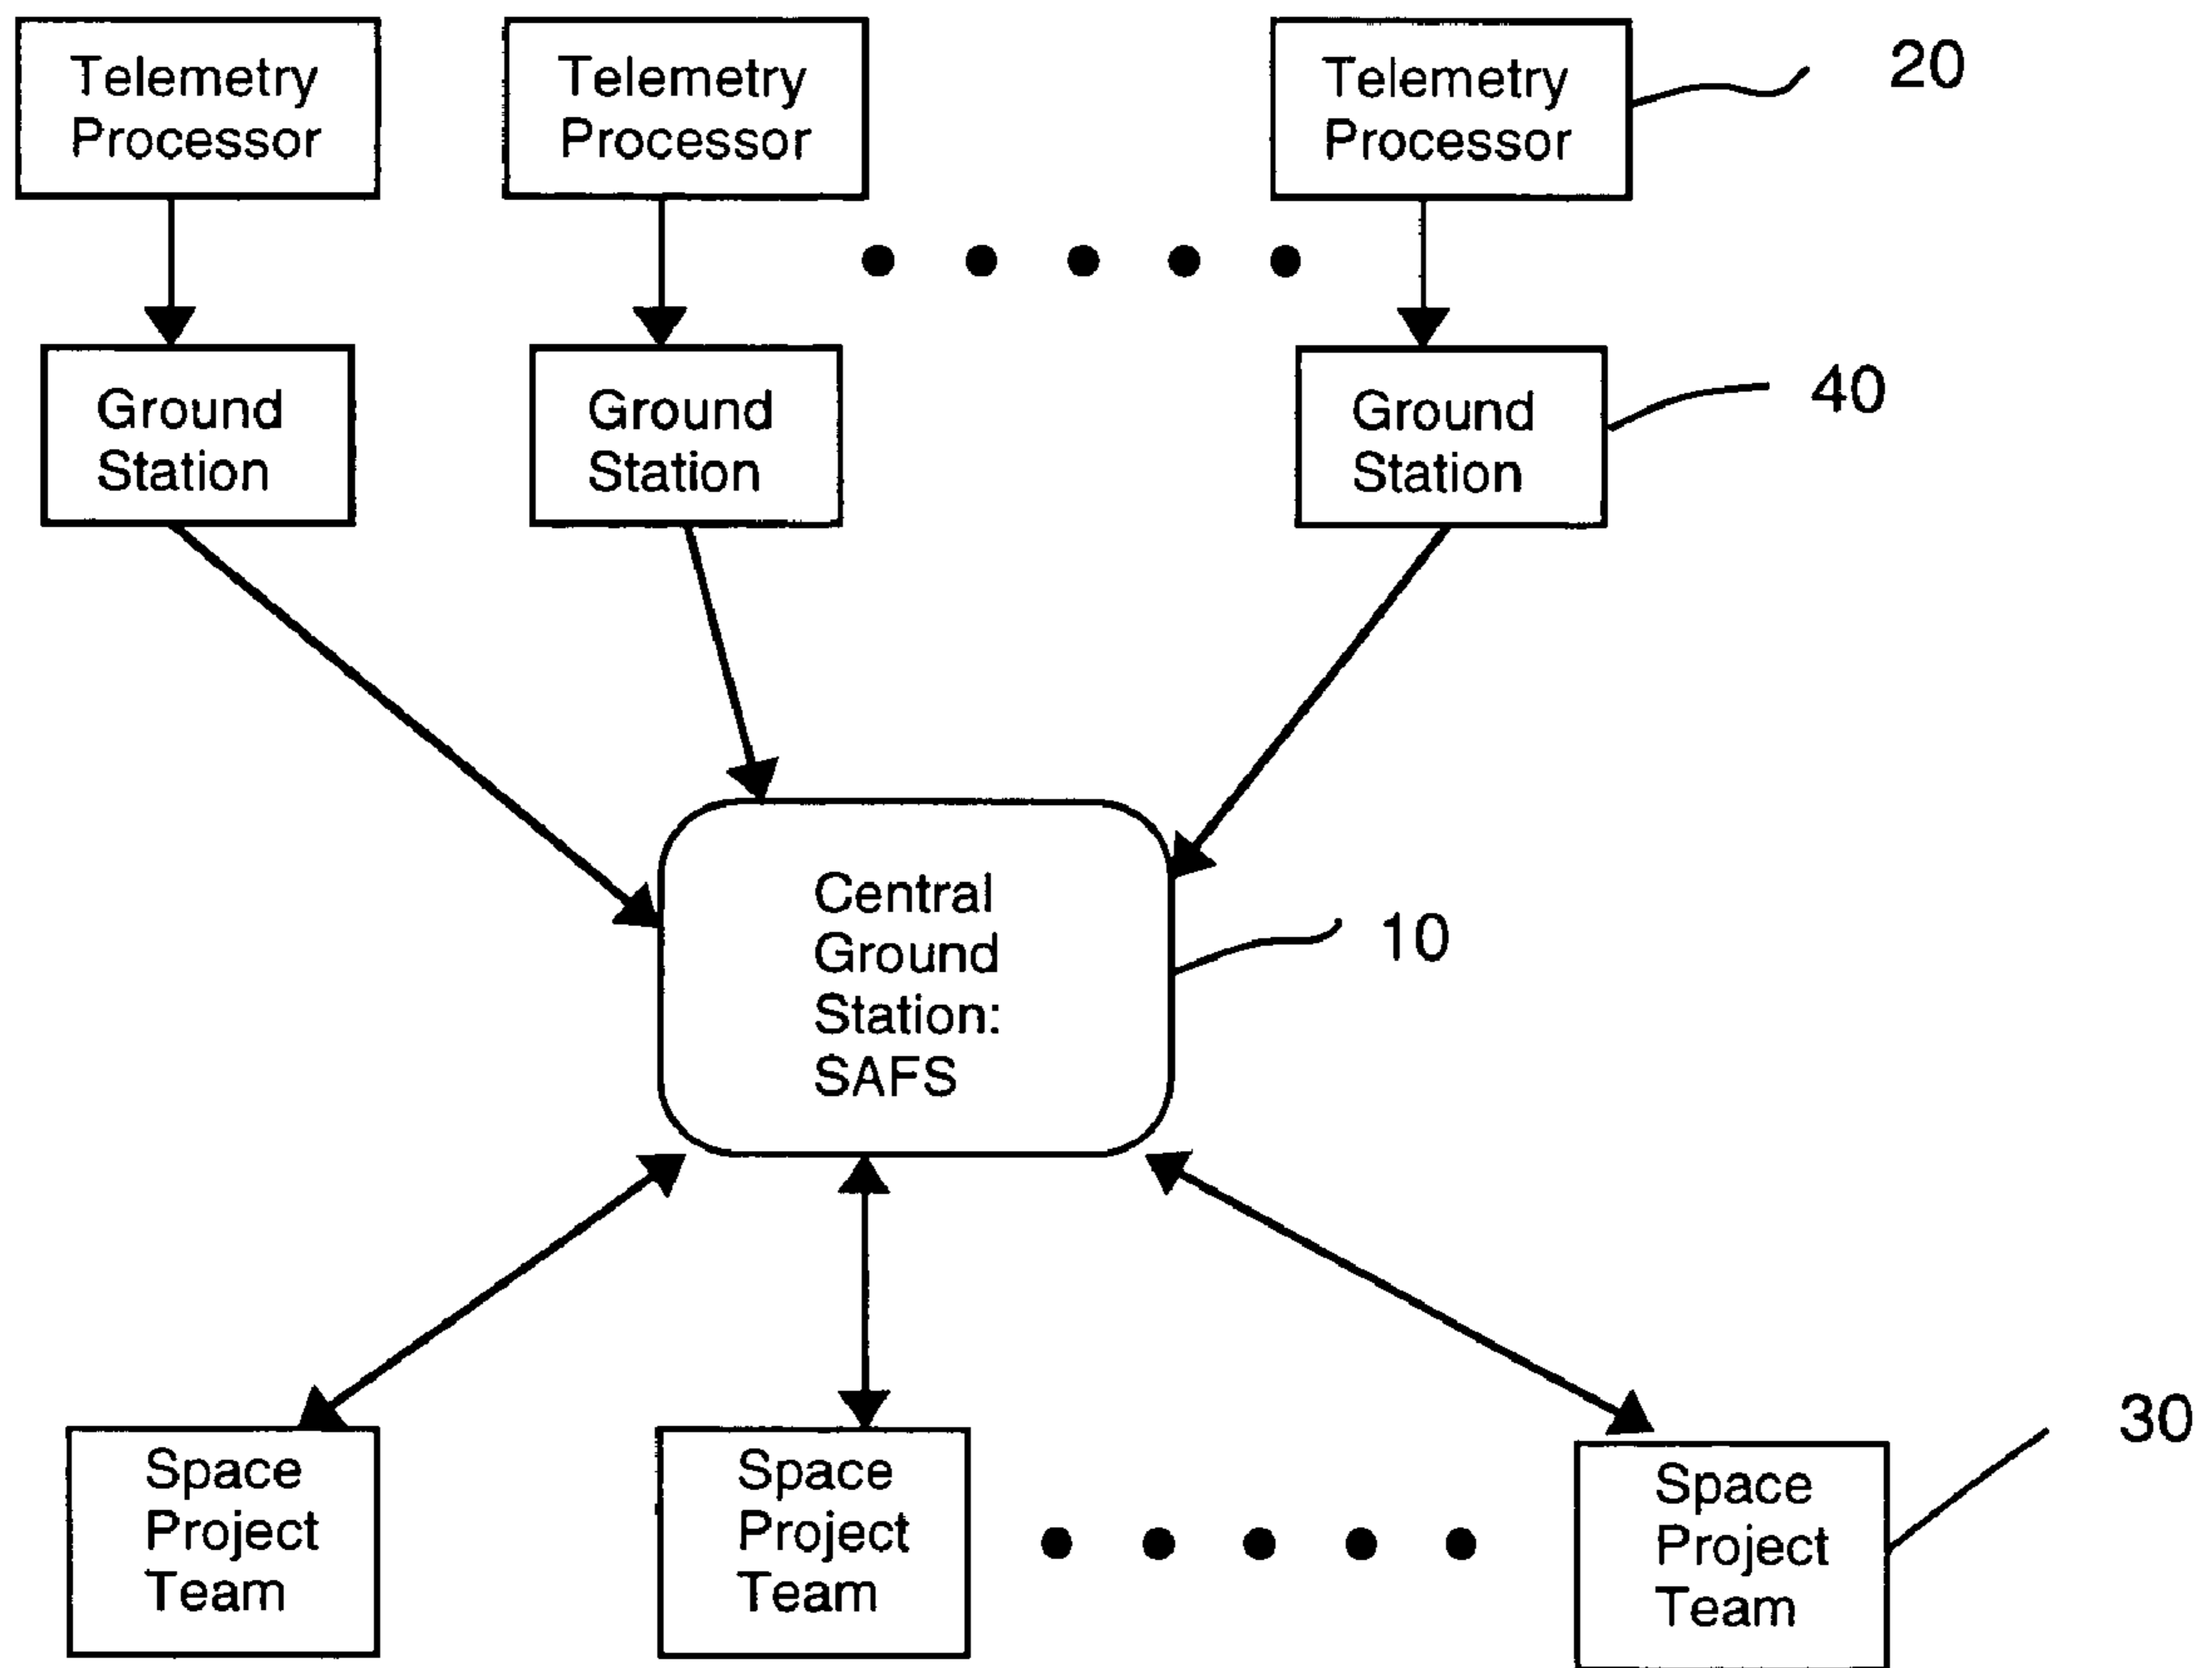 Telemetry
Processor
Telemetry
Processor
Telemetry
Processor
20
Ground
Station
Ground
Station
Ground
Station
40
Central
Ground
Station:
SAFS
10
Space
Project
Team
Space
Project
Team
Space
Project
Team
30